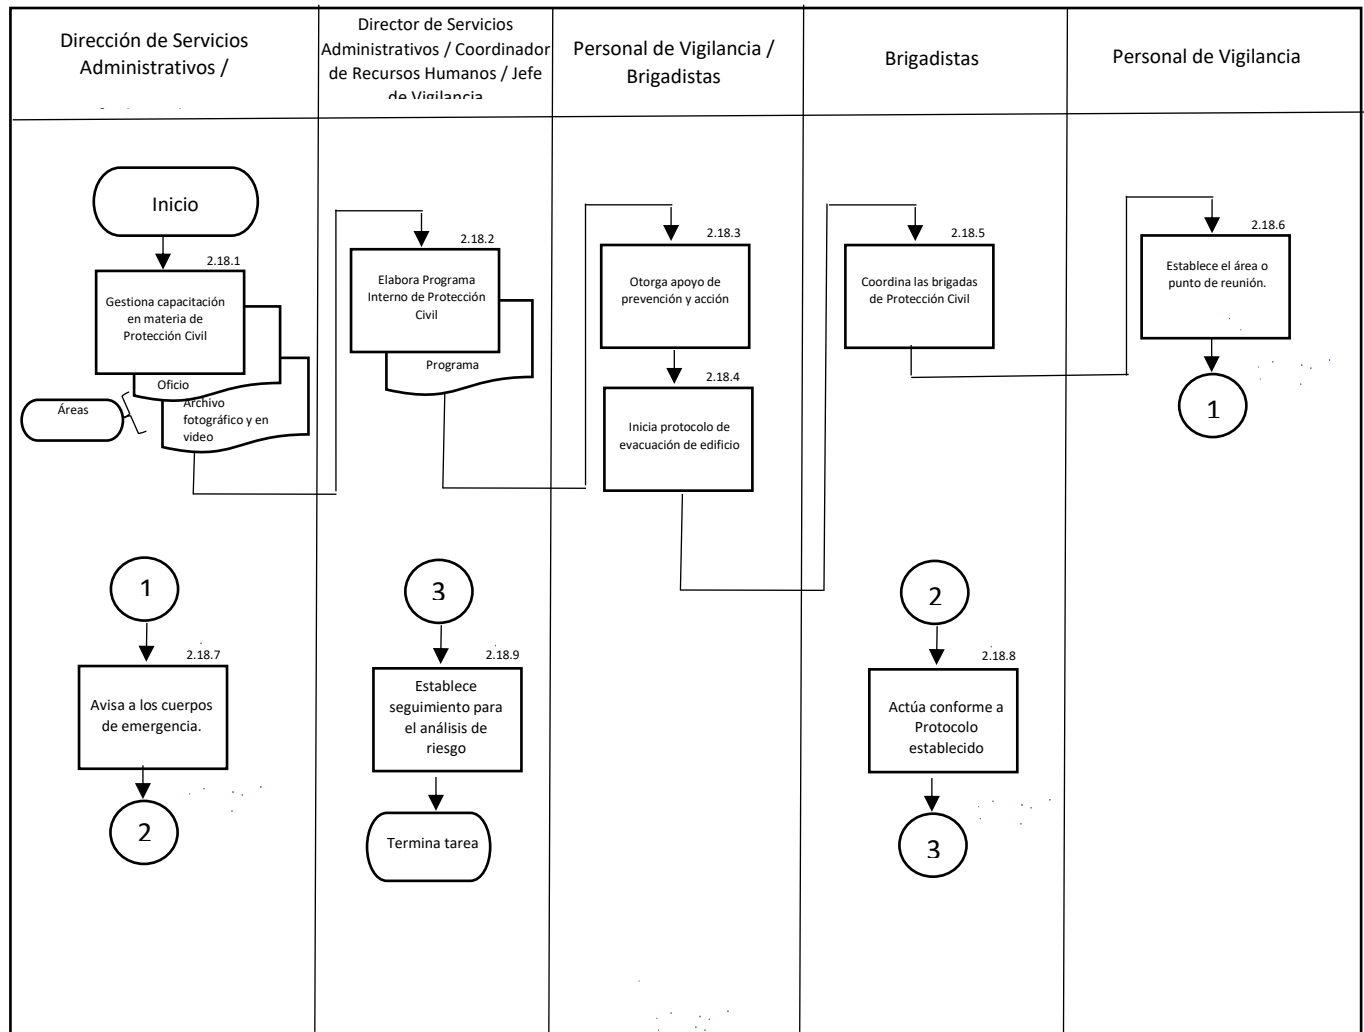 Dirección de Servicios
Administrativos /
Director de Servicios
Administrativos / Coordinador
de Recursos Humanos / Jefe
de Vigilancia
Personal de Vigilancia /
Brigadistas
Brigadistas
Personal de Vigilancia
Inicio
2.18.1
Gestiona capacitación
en materia de
Protección Civil
Oficio
Archivo
fotográfico y en
video
Áreas
2.18.2
Elabora Programa
Interno de Protección
Civil
Programa
2.18.3
Otorga apoyo de
prevención y acción
2.18.4
Inicia protocolo de
evacuación de edificio
2.18.5
Coordina las brigadas
de Protección Civil
2.18.6
Establece el área o
punto de reunión.
1
1
2.18.7
Avisa a los cuerpos
de emergencia.
2
2
2.18.8
Actúa conforme a
Protocolo
establecido
3
3
2.18.9
Establece
seguimiento para
el análisis de
riesgo
Termina tarea